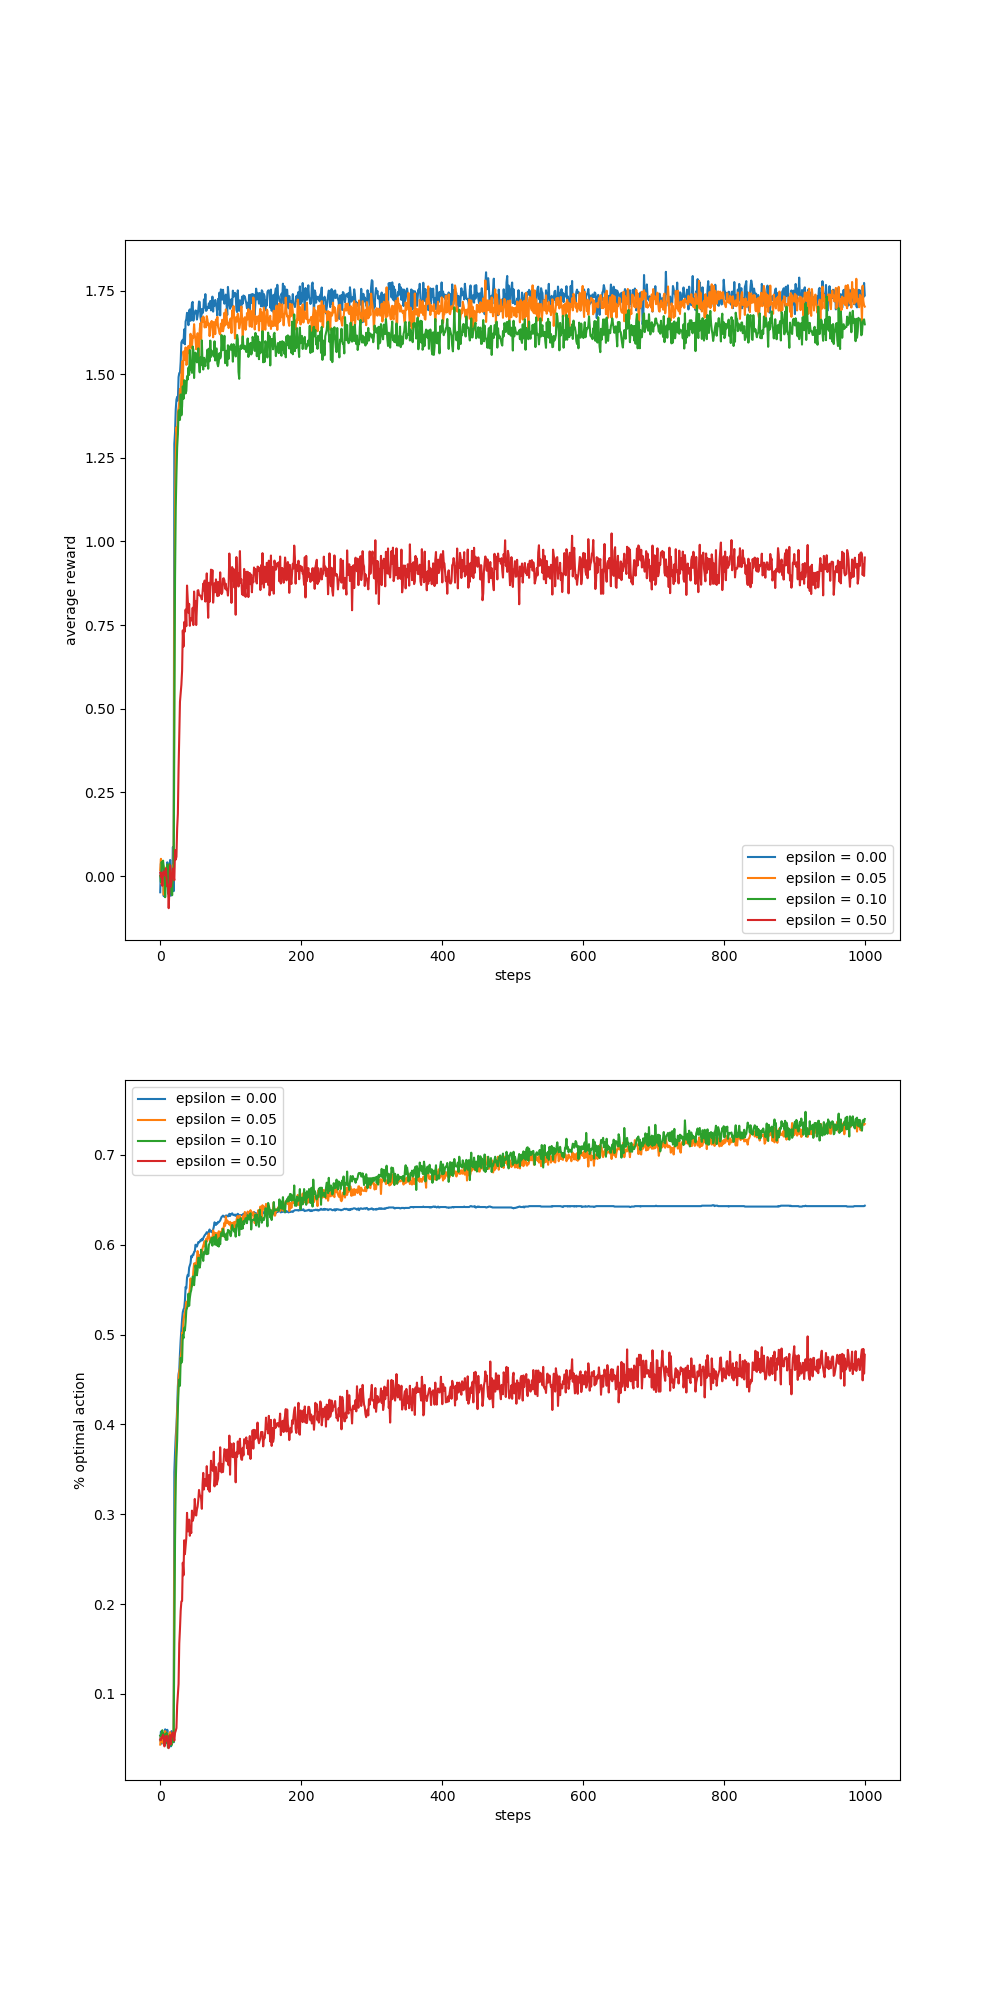 1.75
1.50
1.25
1.00
0.75
0.50
0.25
0.00
average reward
epsilon = 0.00
epsilon = 0.05
epsilon = 0.10
epsilon = 0.50
0 200 400 600 800 1000
steps
epsilon = 0.00
epsilon = 0.05
epsilon = 0.10
epsilon = 0.50
0.7
0.6
0.5
0.4
0.3
0.2
0.1
% optimal action
0 200 400 600 800 1000
steps